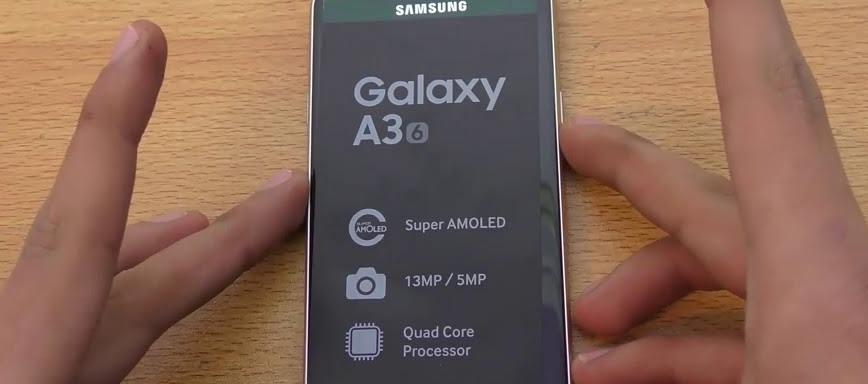 SAMSUNG
Galaxy
A3 6
SUPER
AMOLED
Super AMOLED
13MP / 5MP
Quad Core
Processor